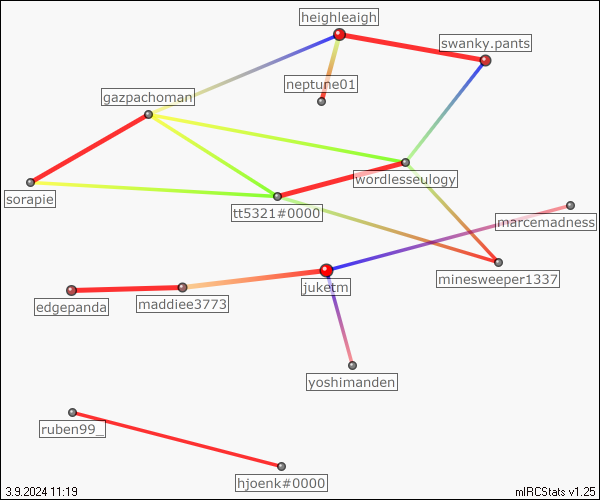 heighleaigh
swanky.pants
neptune01
gazpachoman
wordlesseulogy
sorapie
tt5321#0000
marcemadness
minesweeper1337
juketm
edgepanda
maddiee3773
yoshimanden
ruben99_
hjoenk#0000
3.9.2024 11:19
mIRCStats v1.25